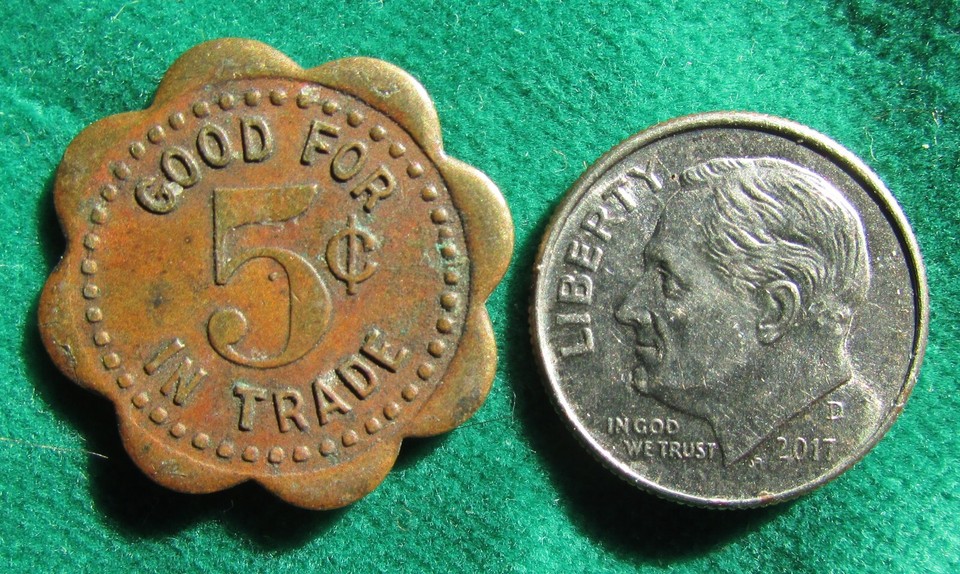 GOOD FOR
5¢
IN TRADE
LIBERTY
IN GOD
WE TRUST
D
2017